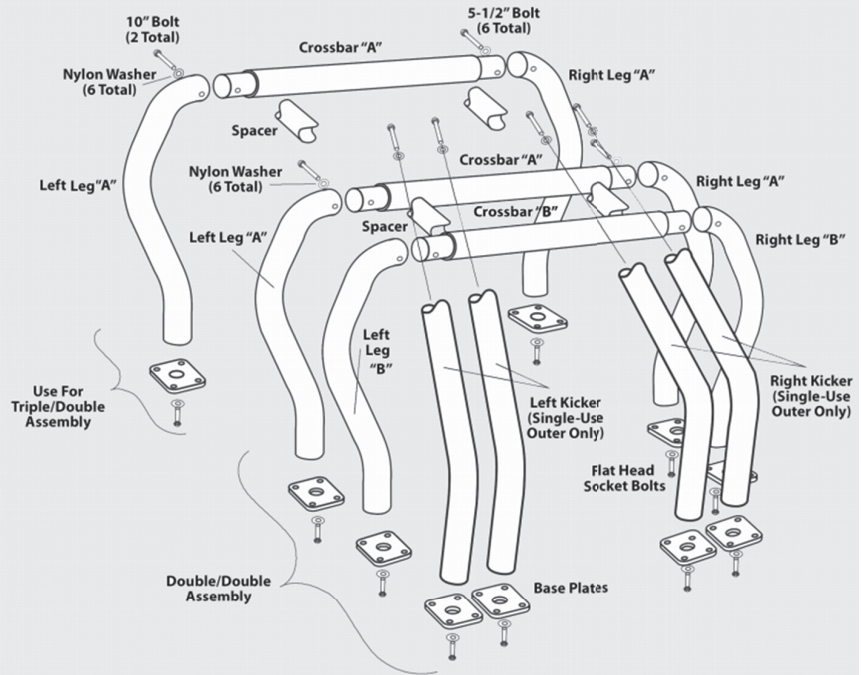 10” Bolt
(2 Total)
5-1/2” Bolt
(6 Total)
Crossbar “A”
Nylon Washer
(6 Total)
Right Leg “A”
Spacer
Left Leg “A”
Crossbar “A”
Nylon Washer
(6 Total)
Right Leg “A”
Spacer
Crossbar “B”
Left Leg “A”
Right Leg “B”
Left
Leg
“B”
Use For
Triple/Double
Assembly
Left Kicker
(Single-Use
Outer Only)
Right Kicker
(Single-Use
Outer Only)
Flat Head
Socket Bolts
Double/Double
Assembly
Base Plates